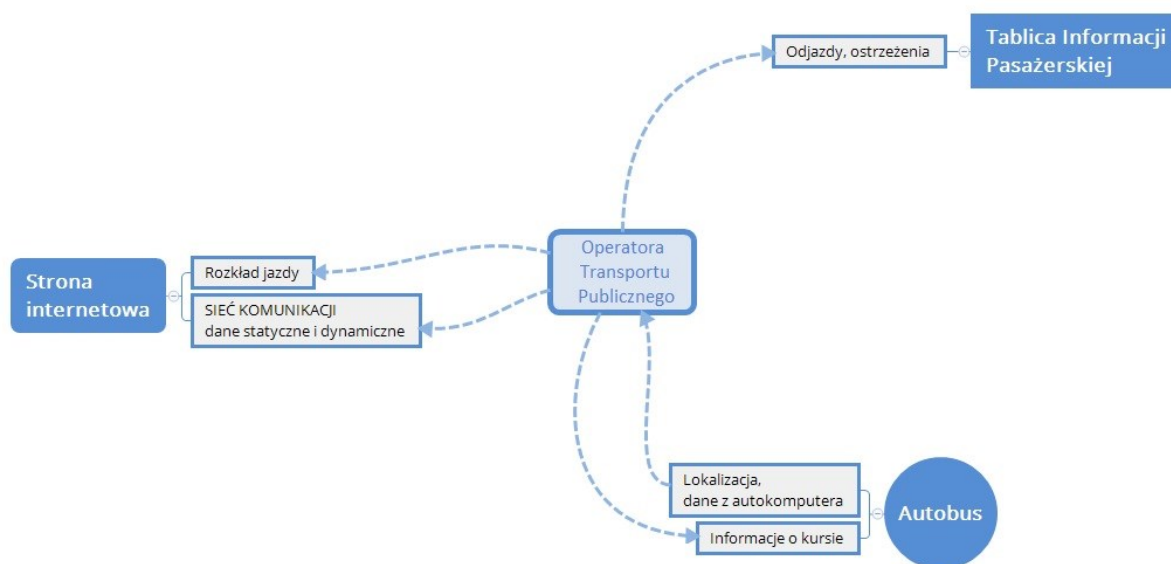 Odjazdy, ostrzeżenia
Tablica Informacji
Pasażerskiej
Operatora
Transportu
Publicznego
Strona
internetowa
Rozkład jazdy
SIEĆ KOMUNIKACJI
dane statyczne i dynamiczne
Lokalizacja,
dane z autokomputera
Informacje o kursie
Autobus